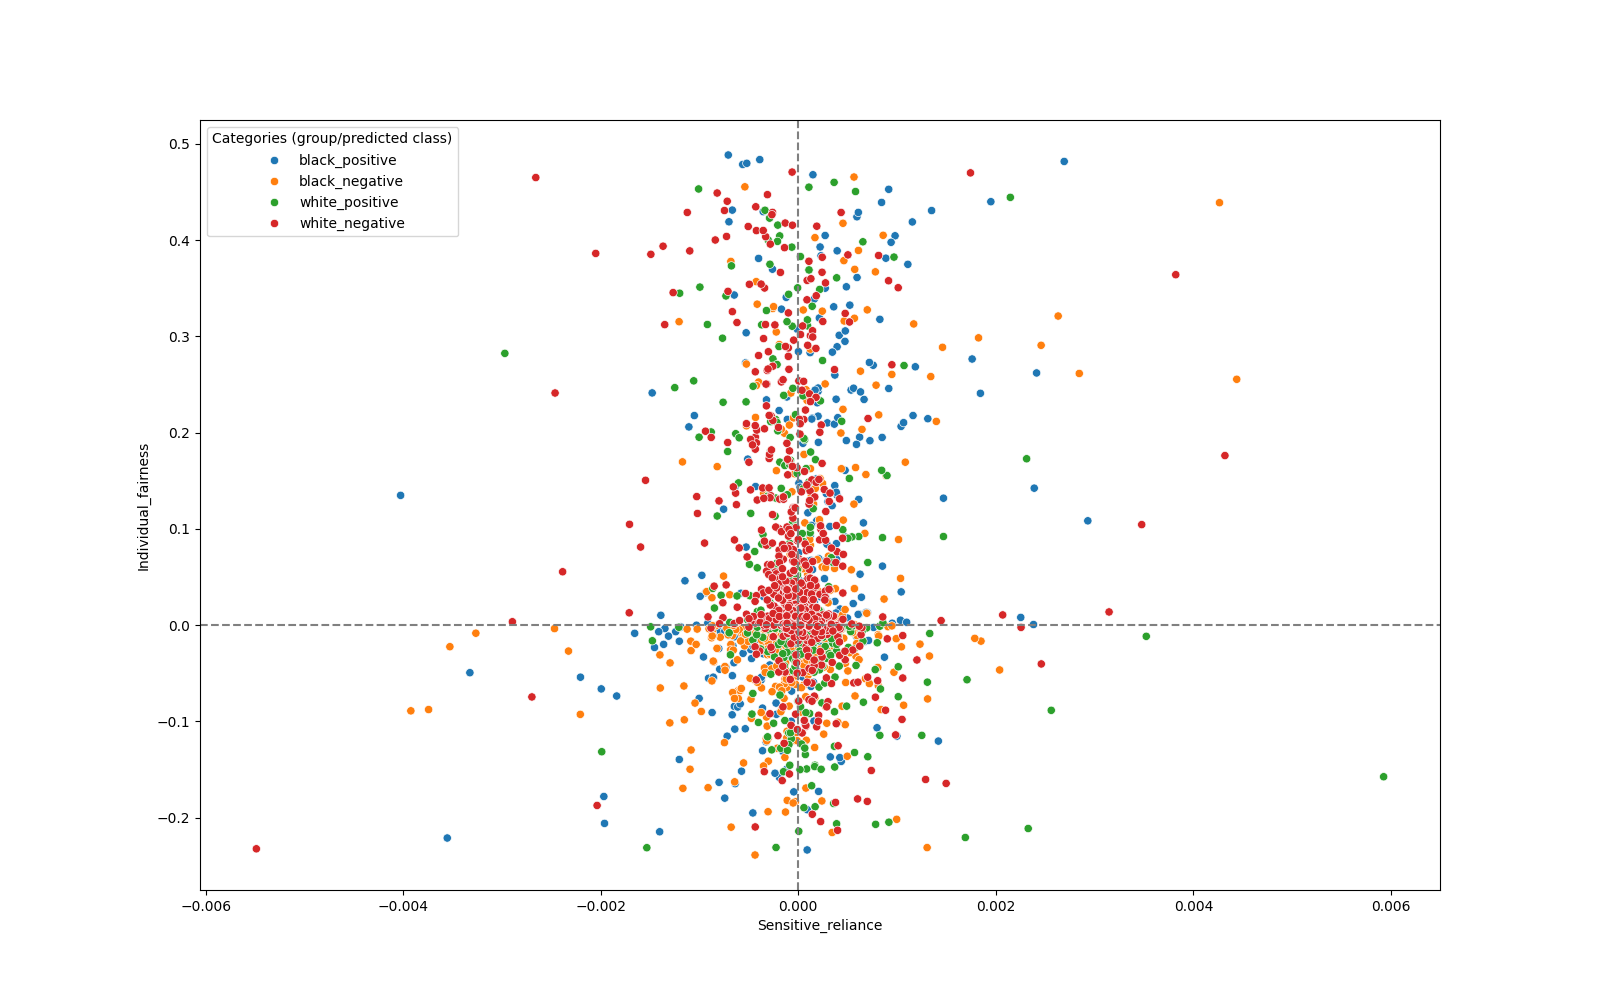 Categories (group/predicted class)
black_positive
black_negative
white_positive
white_negative
0.5
0.4
0.3
0.2
0.1
0.0
−0.1
−0.2
Individual_fairness
−0.006
−0.004
−0.002
0.000
0.002
0.004
0.006
Sensitive_reliance